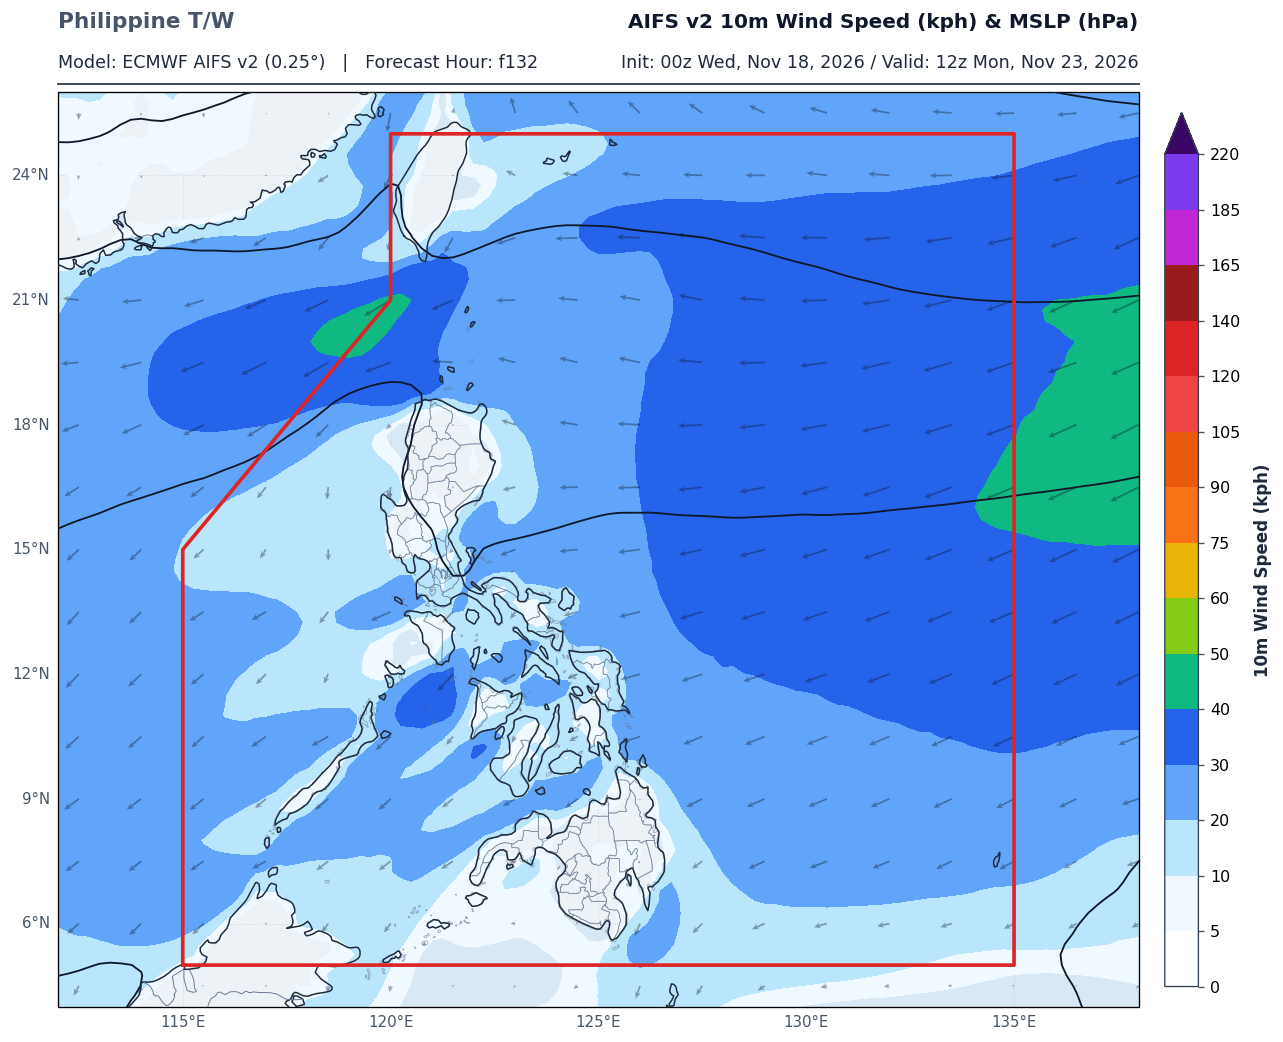 Philippine T/W
AIFS v2 10m Wind Speed (kph) & MSLP (hPa)
Model: ECMWF AIFS v2 (0.25°) | Forecast Hour: f132
Init: 00z Wed, Nov 18, 2026 / Valid: 12z Mon, Nov 23, 2026
24°N
21°N
18°N
15°N
12°N
9°N
6°N
115°E
120°E
125°E
130°E
135°E
220
185
165
140
120
105
90
75
60
50
40
30
20
10
5
0
10m Wind Speed (kph)